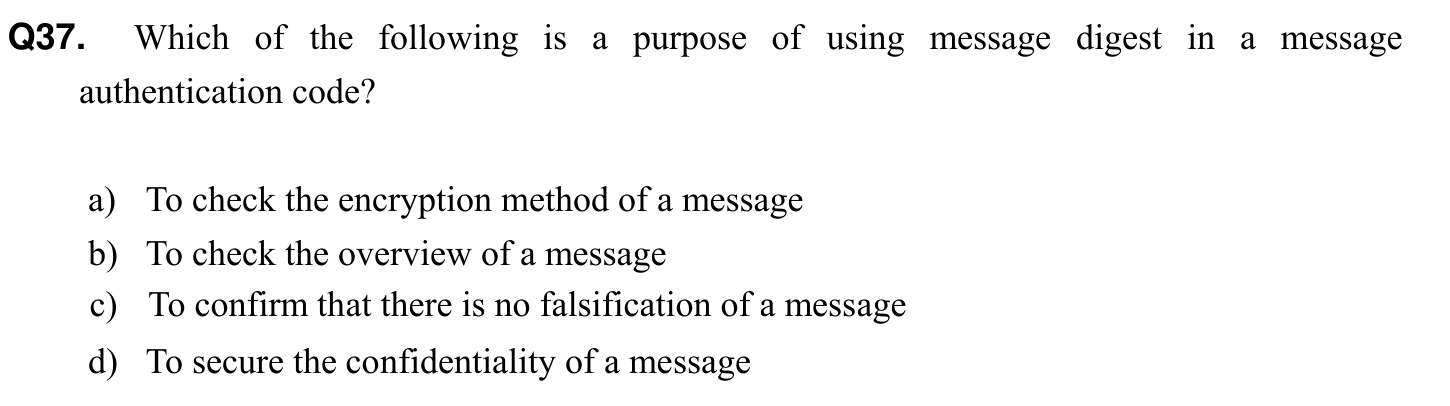 Q37. Which of the following is a purpose of using message digest in a message
authentication code?
a) To check the encryption method of a message
b) To check the overview of a message
c) To confirm that there is no falsification of a message
d) To secure the confidentiality of a message